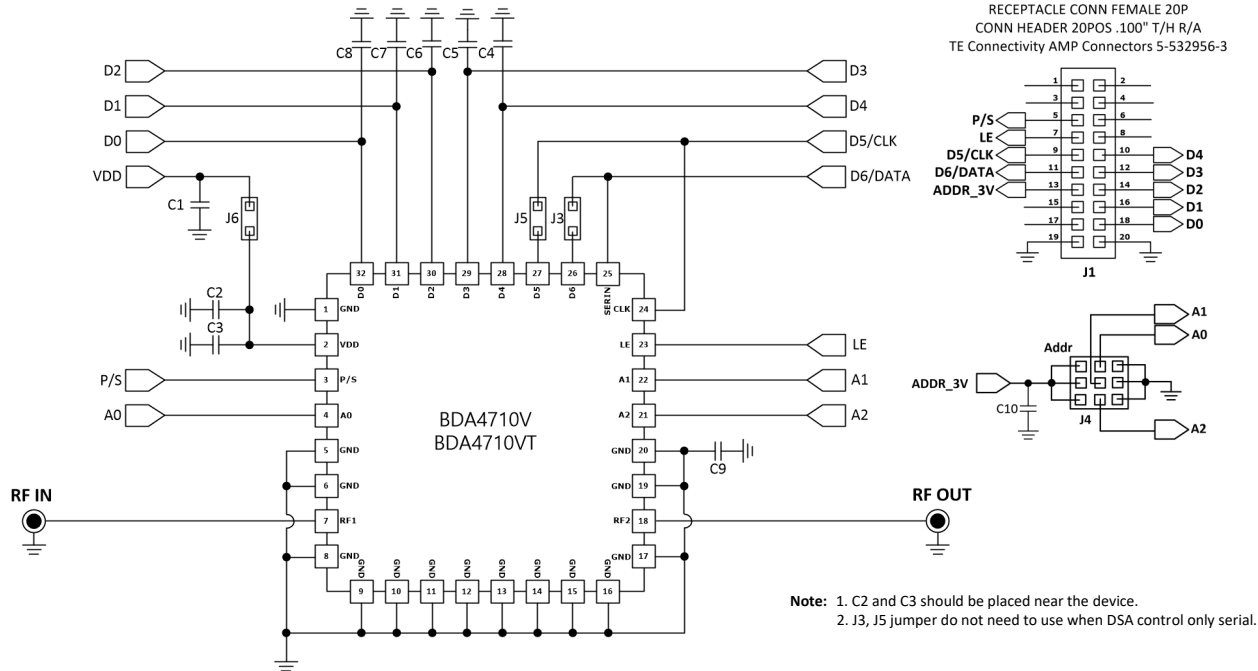 RECEPTACLE CONN FEMALE 20P
CONN HEADER 20POS .100" T/H R/A
TE Connectivity AMP Connectors 5-532956-3
C8 C7 C6 C5 C4
D2
D3
D1
D4
D0
D5/CLK
VDD
D6/DATA
C1
J6
J5
J3
32 31 30 29 28 27 26 25
D0 D1 D2 D3 D4 D5 D6 SERIN
C2
1 GND
CLK 24
C3
2 VDD
LE 23
LE
P/S
3 P/S
A1 22
A1
A0
4 A0
A2 21
A2
BDA4710V
BDA4710VT
5 GND
GND 20
C9
6 GND
GND 19
RF IN
7 RF1
RF2 18
RF OUT
8 GND
GND 17
GND GND GND GND GND GND GND GND
9 10 11 12 13 14 15 16
1 2
3 4
P/S 5 6
LE 7 8
D5/CLK 9 10 D4
D6/DATA 11 12 D3
ADDR_3V 13 14 D2
15 16 D1
17 18 D0
19 20
J1
A1
A0
Addr
ADDR_3V
C10
J4
A2
Note: 1. C2 and C3 should be placed near the device.
2. J3, J5 jumper do not need to use when DSA control only serial.